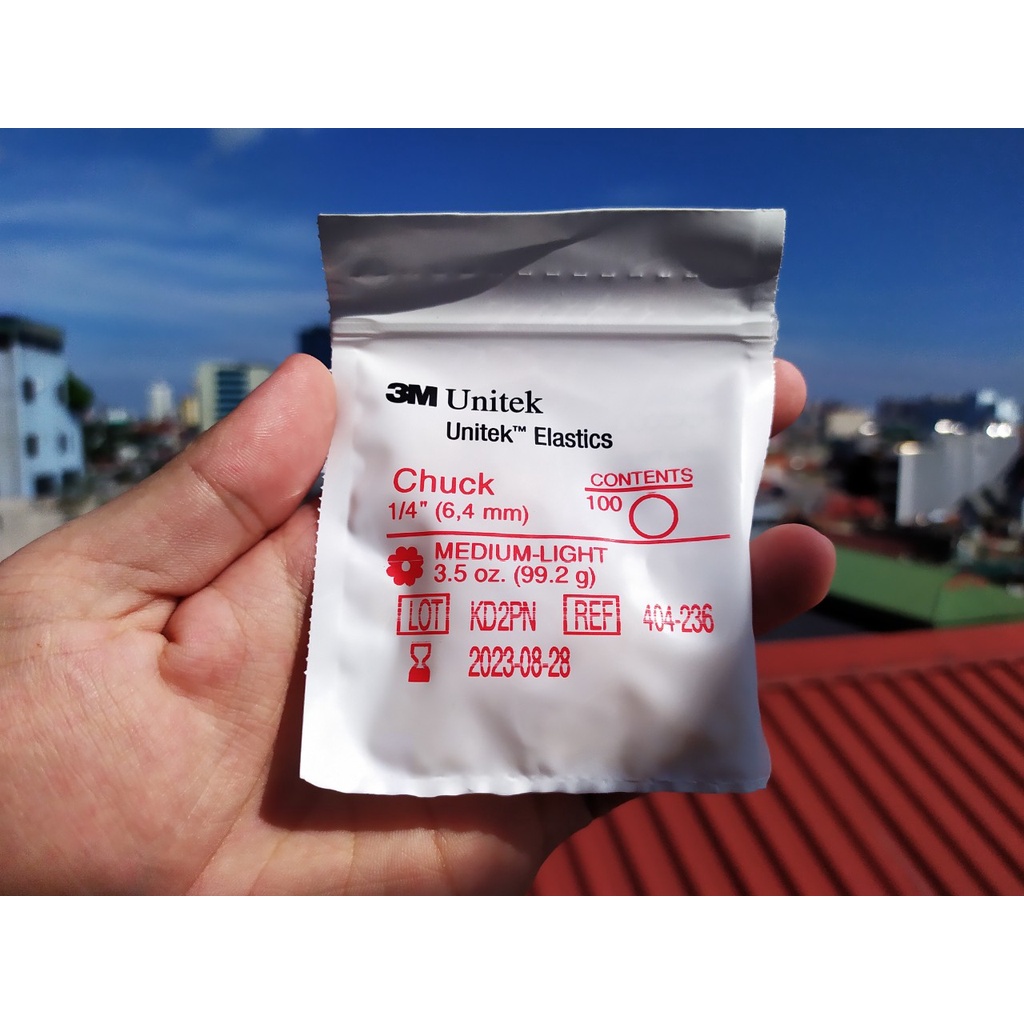 3M Unitek
Unitek™ Elastics
Chuck
1/4" (6,4 mm)
CONTENTS
100
MEDIUM-LIGHT
3.5 oz. (99.2 g)
LOT KD2PN REF 404-236
2023-08-28